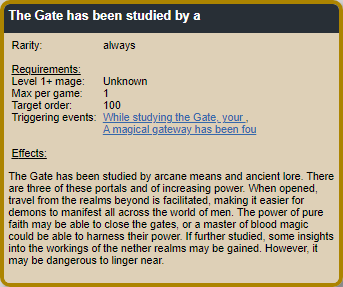 The Gate has been studied by a
Rarity: always
Requirements:
Level 1+ mage: Unknown
Max per game: 1
Target order: 100
Triggering events: While studying the Gate, your ,
A magical gateway has been fou
Effects:
The Gate has been studied by arcane means and ancient lore. There
are three of these portals and of increasing power. When opened,
travel from the realms beyond is facilitated, making it easier for
demons to manifest all across the world of men. The power of pure
faith may be able to close the gates, or a master of blood magic
could be able to harness their power. If further studied, some insights
into the workings of the nether realms may be gained. However, it
may be dangerous to linger near.